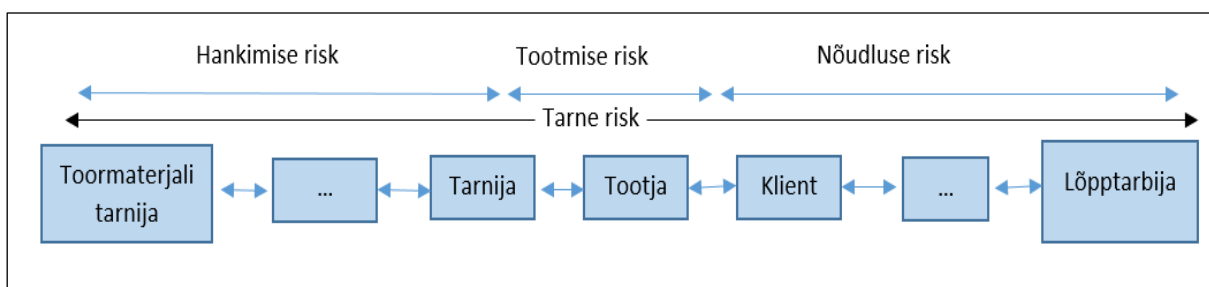 Hankimise risk
Tootmise risk
Nõudluse risk
Tarne risk
Toormaterjali
tarnija
...
Tarnija
Tootja
Klient
...
Lõpptarbija